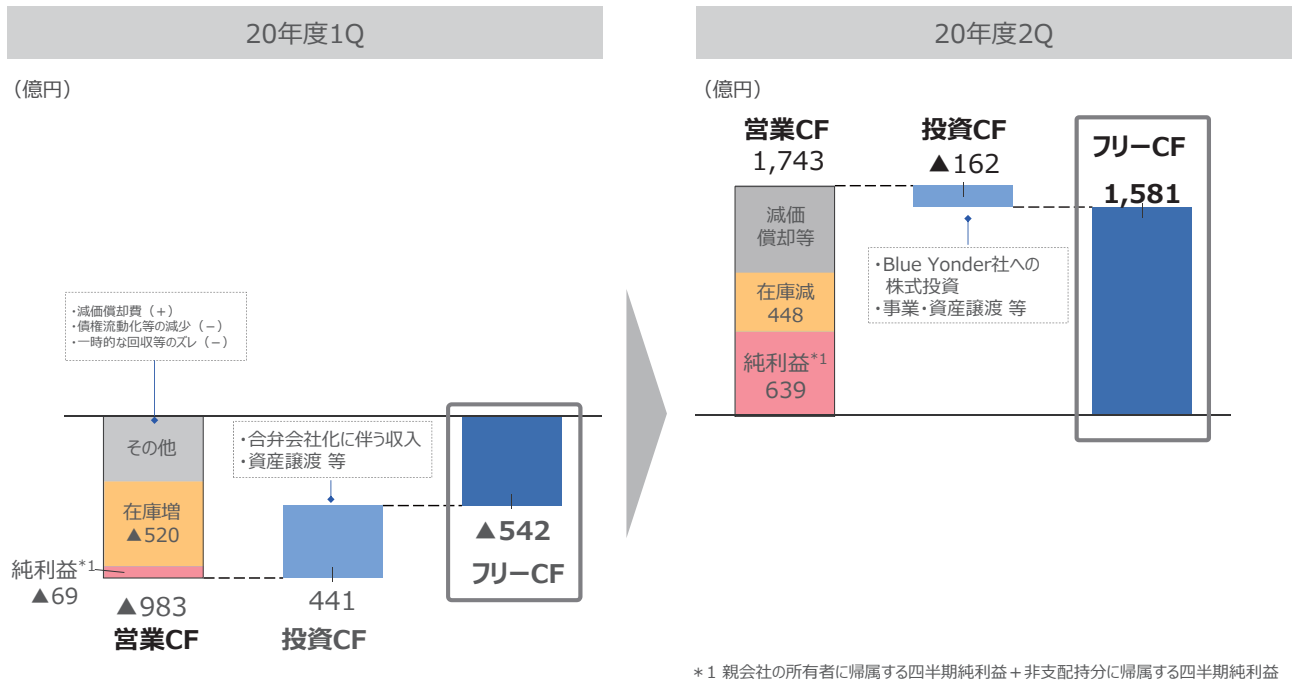 20年度1Q
（億円）
・減価償却費（＋）
・債権流動化等の減少（－）
・一時的な回収等のズレ（－）
その他
在庫増
▲520
純利益*1
▲69
▲983
営業CF
・合弁会社化に伴う収入
・資産譲渡 等
441
投資CF
▲542
フリーCF
20年度2Q
（億円）
営業CF
1,743
減価
償却等
在庫減
448
純利益*1
639
投資CF
▲162
・Blue Yonder社への
株式投資
・事業・資産譲渡 等
フリーCF
1,581
＊1 親会社の所有者に帰属する四半期純利益＋非支配持分に帰属する四半期純利益